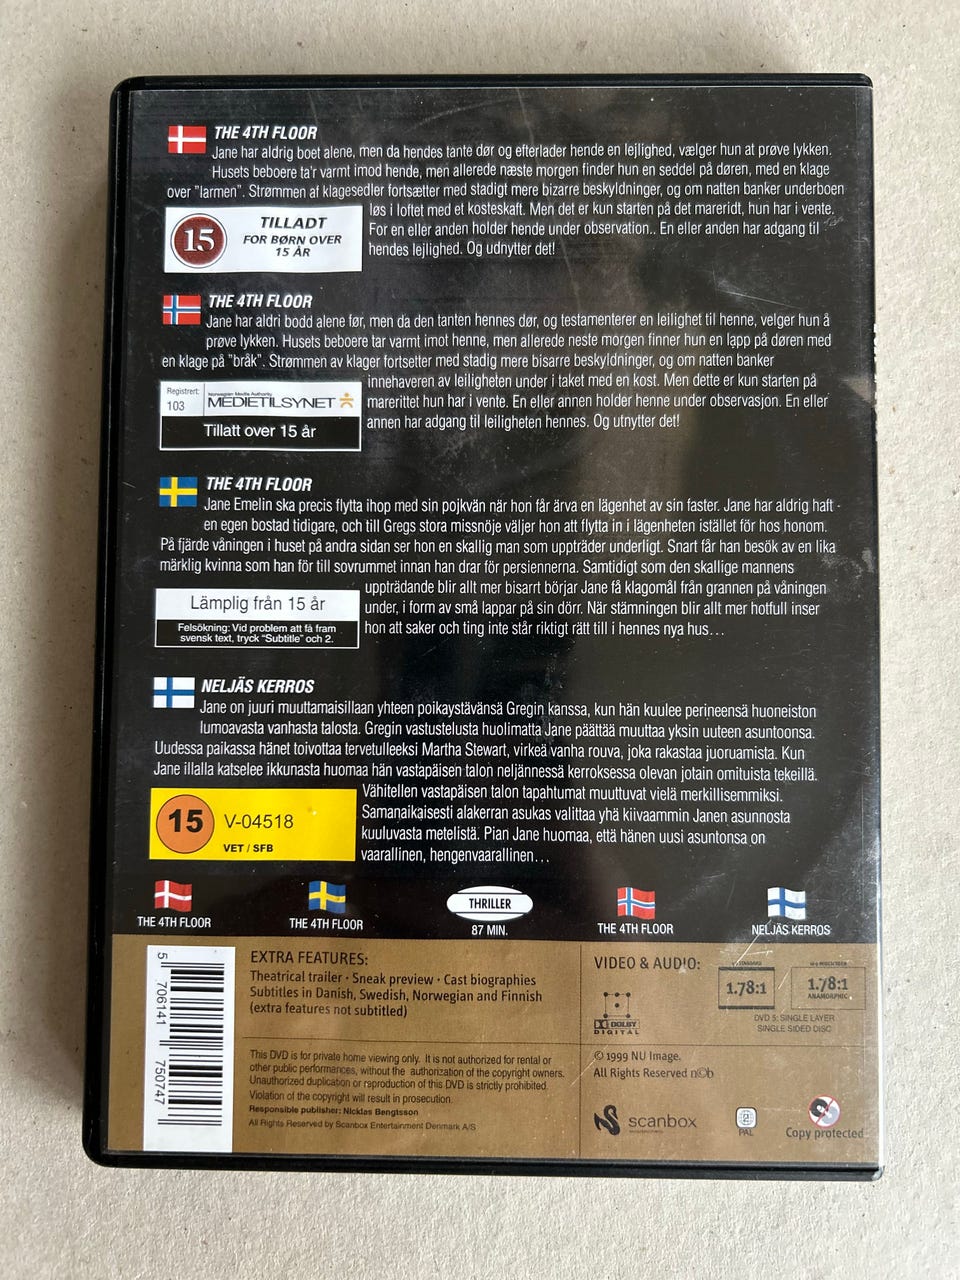 THE 4TH FLOOR
Jane har aldrig boet alene, men da hendes tante dør og efterlader hende en lejlighed, vælger hun at prøve lykken.
Husets beboere ta'r varmt imod hende, men allerede næste morgen finder hun en seddel på døren, med en klage
over "larmen". Strømmen af klagesedler fortsætter med stadigt mere bizarre beskyldninger, og om natten banker underboen
løs i loftet med et kosteskaft. Men det er kun starten på det mareridt, hun har i vente.
For en eller anden holder hende under observation.. En eller anden har adgang til
hendes lejlighed. Og udnytter det!
15
TILLADT
FOR BØRN OVER
15 ÅR
THE 4TH FLOOR
Jane har aldri bodd alene før, men da den tanten hennes dør, og testamenterer en leilighet til henne, velger hun å
prøve lykken. Husets beboere tar varmt imot henne, men allerede neste morgen finner hun en lapp på døren med
en klage på "bråk". Strømmen av klager fortsetter med stadig mere bisarre beskyldninger, og om natten banker
innehaveren av leiligheten under i taket med en kost. Men dette er kun starten på
marerittet hun har i vente. En eller annen holder henne under observasjon. En eller
annen har adgang til leiligheten hennes. Og utnytter det!
Registrert:
103
Norwegian Media Authority
MEDIETILSYNET
Tillatt over 15 år
THE 4TH FLOOR
Jane Emelin ska precis flytta ihop med sin pojkvän när hon får ärva en lägenhet av sin faster. Jane har aldrig haft
en egen bostad tidigare, och till Gregs stora missnöje väljer hon att flytta in i lägenheten istället för hos honom.
På fjärde våningen i huset på andra sidan ser hon en skallig man som uppträder underligt. Snart får han besök av en lika
märklig kvinna som han för till sovrummet innan han drar för persiennerna. Samtidigt som den skallige mannens
uppträdande blir allt mer bisarrt börjar Jane få klagomål från grannen på våningen
under, i form av små lappar på sin dörr. När stämningen blir allt mer hotfull inser
hon att saker och ting inte står riktigt rätt till i hennes nya hus...
Lämplig från 15 år
Felsökning: Vid problem att få fram
svensk text, tryck "Subtitle" och 2.
NELJÄS KERROS
Jane on juuri muuttamaisillaan yhteen poikaystävänsä Gregin kanssa, kun hän kuulee perineensä huoneiston
lumoavasta vanhasta talosta. Gregin vastustelusta huolimatta Jane päättää muuttaa yksin uuteen asuntoonsa.
Uudessa paikassa hänet toivottaa tervetulleeksi Martha Stewart, virkeä vanha rouva, joka rakastaa juoruamista. Kun
Jane illalla katselee ikkunasta huomaa hän vastapäisen talon neljännessä kerroksessa olevan jotain omituista tekeillä.
Vähitellen vastapäisen talon tapahtumat muuttuvat vielä merkillisemmiksi.
Samanaikaisesti alakerran asukas valittaa yhä kiivaammin Janen asunnosta
kuuluvasta metelistä. Pian Jane huomaa, että hänen uusi asuntonsa on
vaarallinen, hengenvaarallinen...
15
V-04518
VET / SFB
THE 4TH FLOOR
THE 4TH FLOOR
THRILLER
87 MIN.
THE 4TH FLOOR
NELJÄS KERROS
5 706141 750747
EXTRA FEATURES:
Theatrical trailer · Sneak preview · Cast biographies
Subtitles in Danish, Swedish, Norwegian and Finnish
(extra features not subtitled)
This DVD is for private home viewing only. It is not authorized for rental or
other public performances, without the authorization of the copyright owners.
Unauthorized duplication or reproduction of this DVD is strictly prohibited.
Violation of the copyright will result in prosecution.
Responsible publisher: Nicklas Bengtsson
All Rights Reserved by Scanbox Entertainment Denmark A/S
VIDEO & AUDIO:
DOLBY
DIGITAL
STANDARD
1.78:1
16:9 WIDESCREEN
1.78:1
ANAMORPHIC
DVD 5: SINGLE LAYER
SINGLE SIDED DISC
© 1999 NU Image.
All Rights Reserved n©b
scanbox
PAL
Copy protected